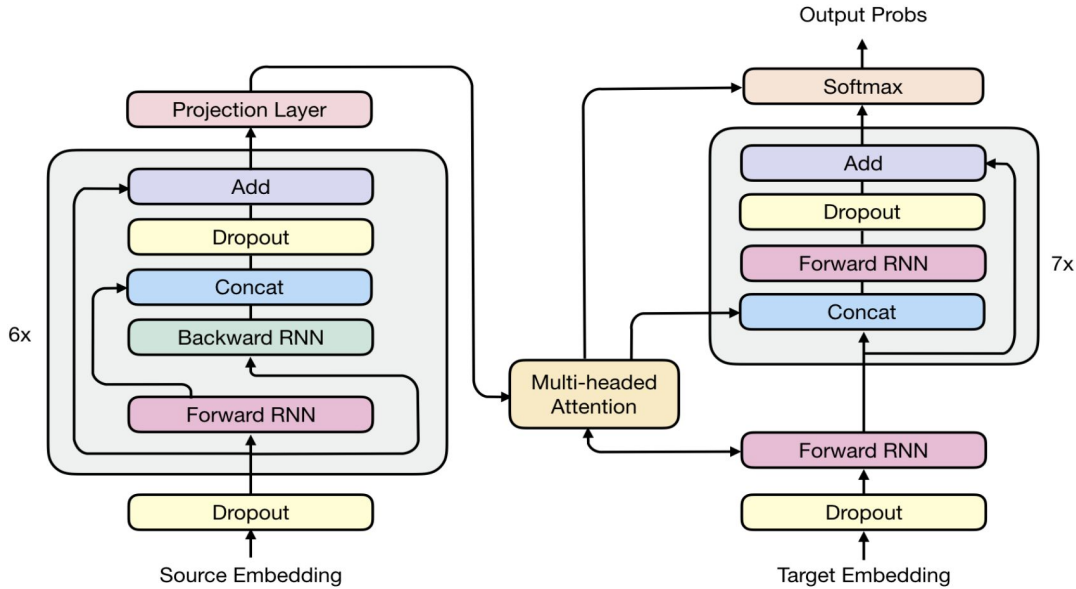 Output Probs
Softmax
Projection Layer
Add
Dropout
Concat
Backward RNN
Forward RNN
6x
Dropout
Source Embedding
Multi-headed
Attention
Add
Dropout
Forward RNN
Concat
7x
Forward RNN
Dropout
Target Embedding